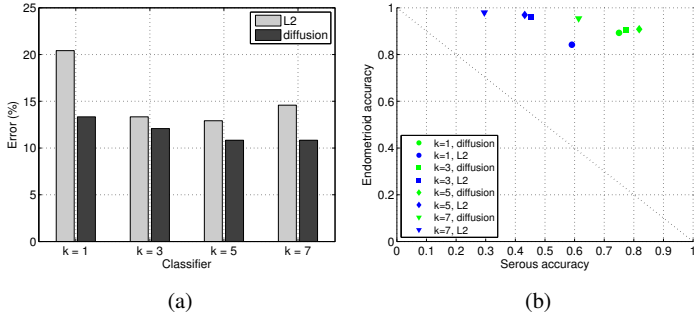 25
20
15
10
5
0
Error (%)
L2
diffusion
k = 1
k = 3
k = 5
k = 7
Classifier
(a)
1
0.8
0.6
0.4
0.2
0
Endometrioid accuracy
k=1, diffusion
k=1, L2
k=3, diffusion
k=3, L2
k=5, diffusion
k=5, L2
k=7, diffusion
k=7, L2
0 0.1 0.2 0.3 0.4 0.5 0.6 0.7 0.8 0.9 1
Serous accuracy
(b)